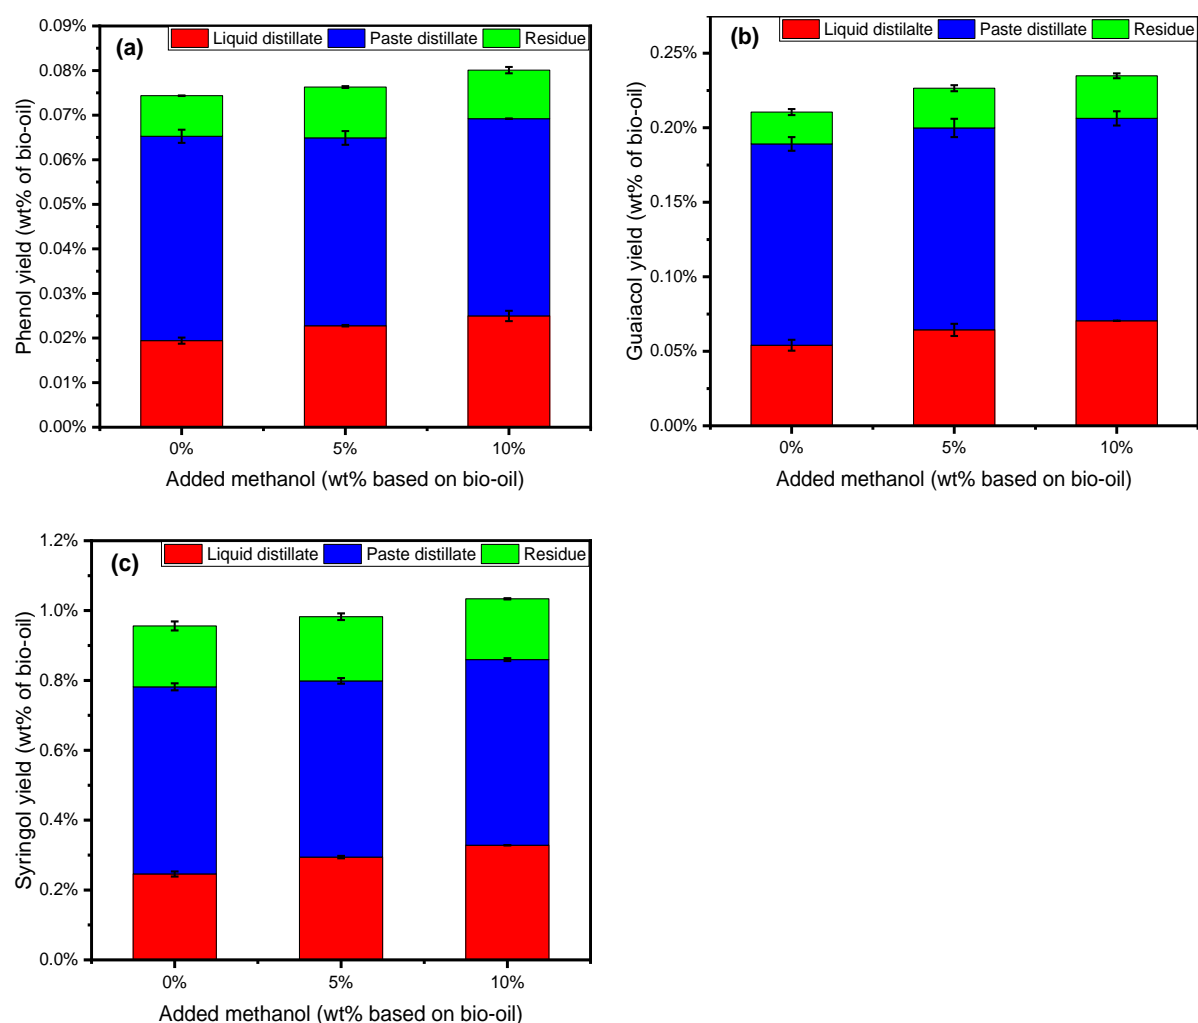 (a)
Liquid distillate Paste distillate Residue
Phenol yield (wt% of bio-oil)
0.09%
0.08%
0.07%
0.06%
0.05%
0.04%
0.03%
0.02%
0.01%
0.00%
0% 5% 10%
Added methanol (wt% based on bio-oil)
(b)
Liquid distilalte Paste distillate Residue
Guaiacol yield (wt% of bio-oil)
0.25%
0.20%
0.15%
0.10%
0.05%
0.00%
0% 5% 10%
Added methanol (wt% based on bio-oil)
(c)
Liquid distillate Paste distillate Residue
Syringol yield (wt% of bio-oil)
1.2%
1.0%
0.8%
0.6%
0.4%
0.2%
0.0%
0% 5% 10%
Added methanol (wt% based on bio-oil)